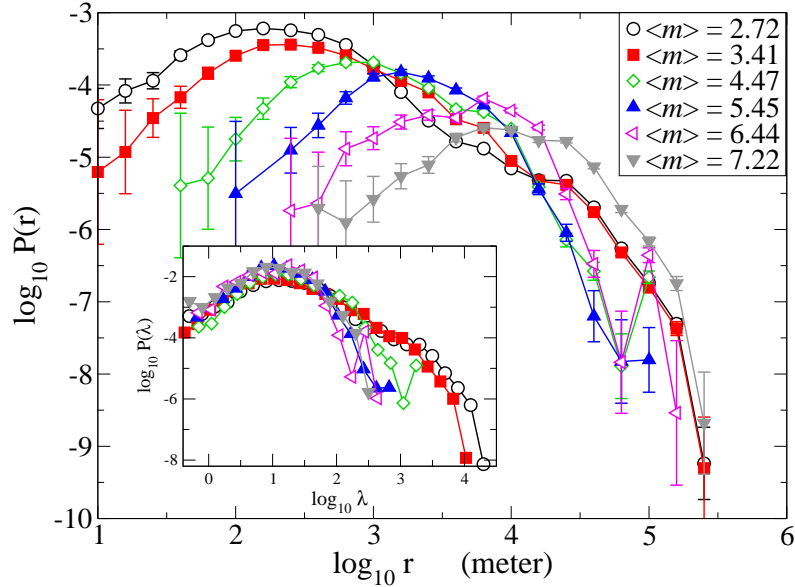 -3
-4
-5
-6
-7
-8
-9
-10
log10 P(r)
1
2
3
4
5
6
log10 r (meter)
<m> = 2.72
<m> = 3.41
<m> = 4.47
<m> = 5.45
<m> = 6.44
<m> = 7.22
-2
-4
-6
-8
log10 P(λ)
0
1
2
3
4
log10 λ